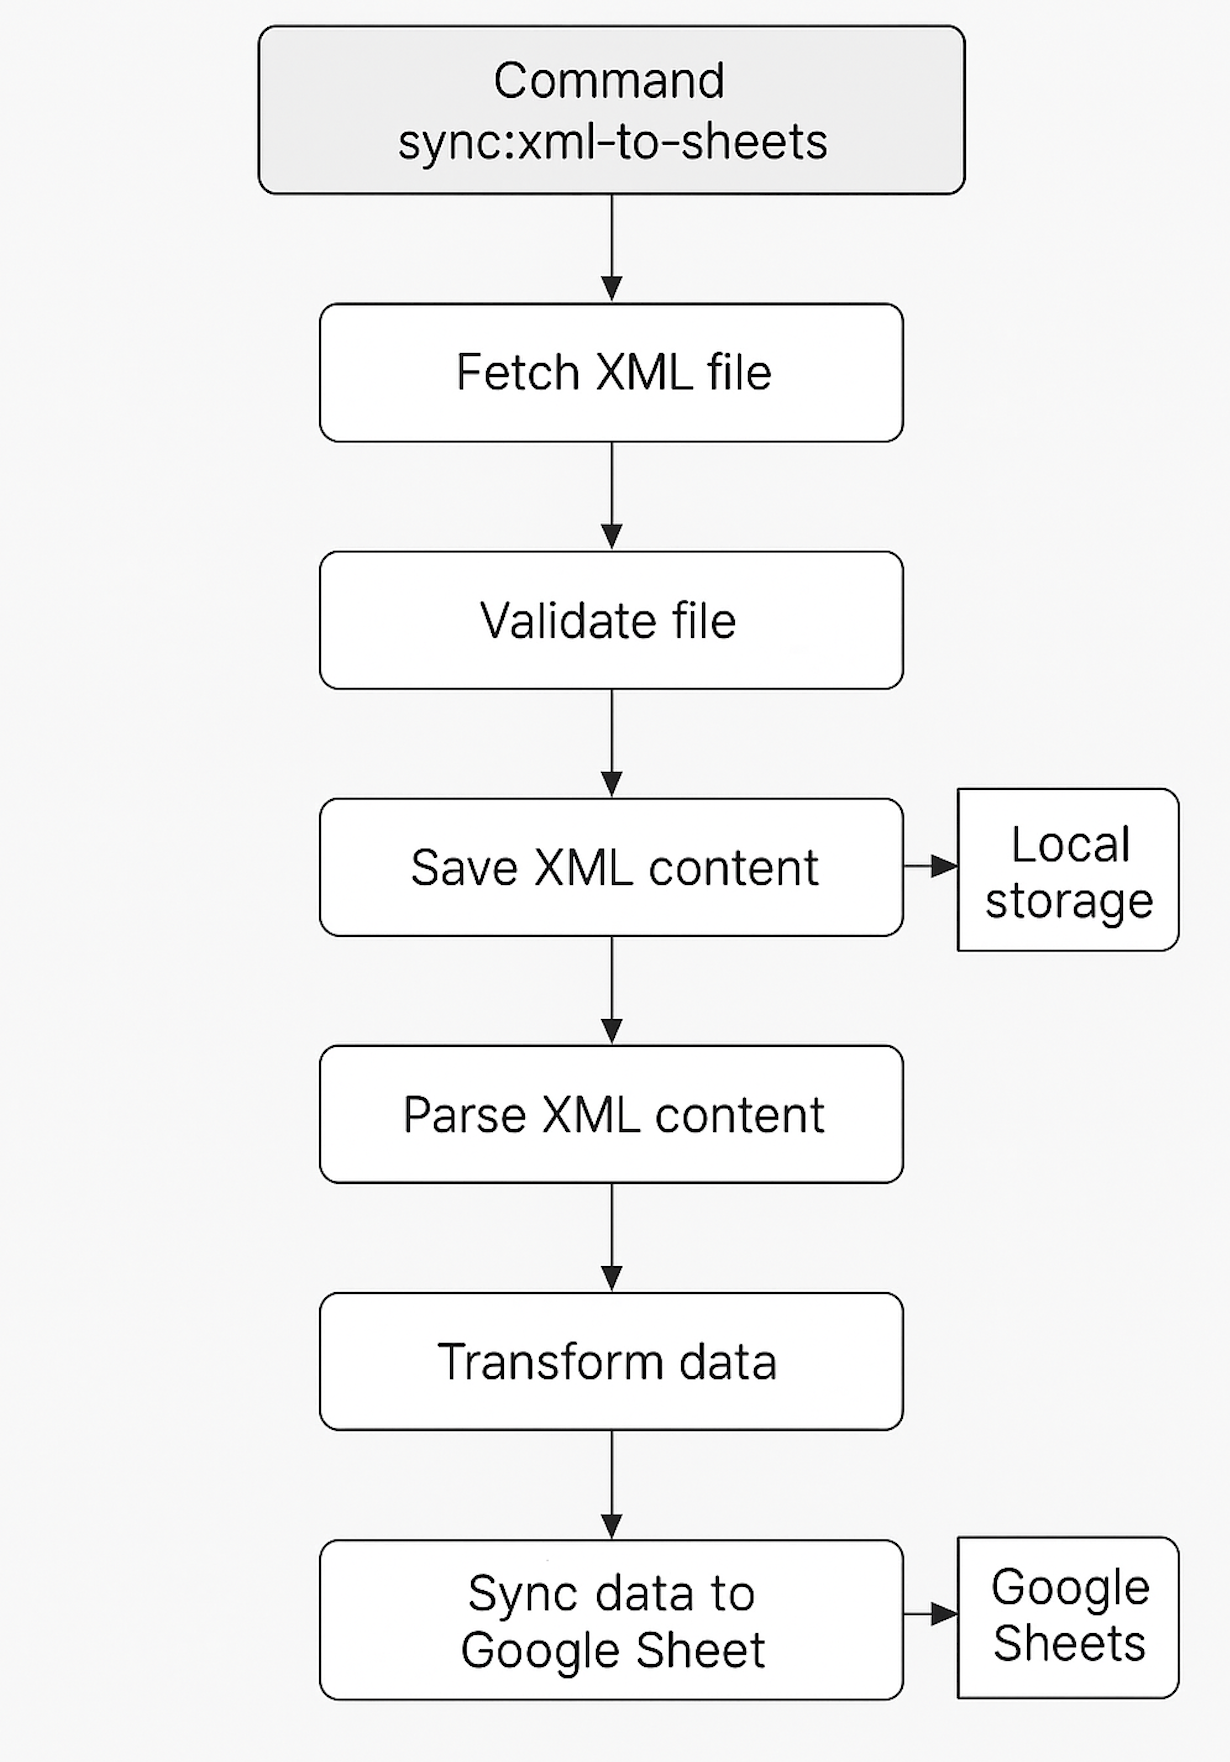 Command
sync:xml-to-sheets
Fetch XML file
Validate file
Save XML content
Local
storage
Parse XML content
Transform data
Sync data to
Google Sheet
Google
Sheets